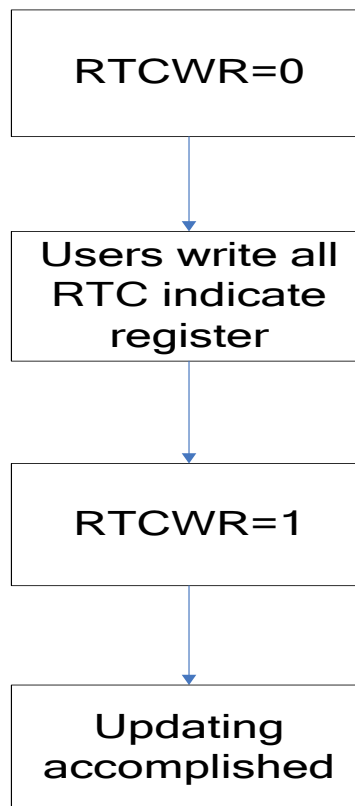 RTCWR=0
Users write all
RTC indicate
register
RTCWR=1
Updating
accomplished